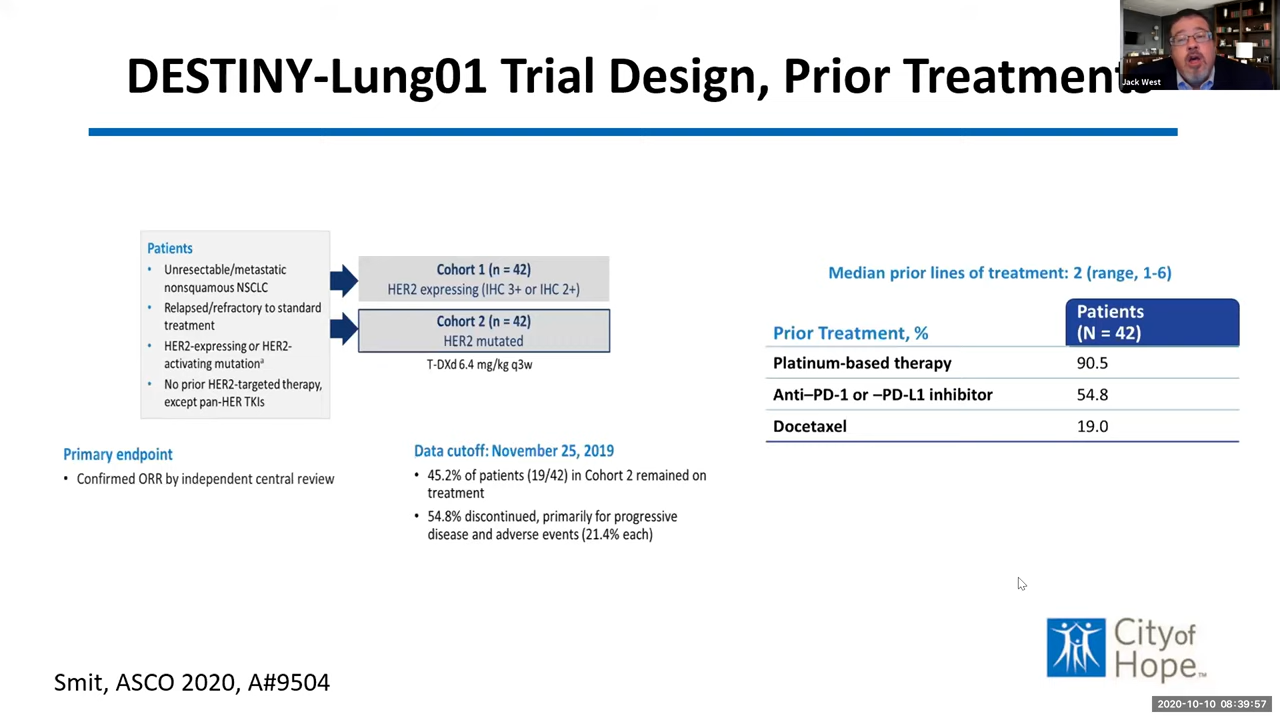 DESTINY-Lung01 Trial Design, Prior Treatments
Jack West
Patients
• Unresectable/metastatic
nonsquamous NSCLC
• Relapsed/refractory to standard
treatment
• HER2-expressing or HER2-
activating mutationª
• No prior HER2-targeted therapy,
except pan-HER TKIs
Cohort 1 (n = 42)
HER2 expressing (IHC 3+ or IHC 2+)
Cohort 2 (n = 42)
HER2 mutated
T-DXd 6.4 mg/kg q3w
Primary endpoint
• Confirmed ORR by independent central review
Data cutoff: November 25, 2019
• 45.2% of patients (19/42) in Cohort 2 remained on
treatment
• 54.8% discontinued, primarily for progressive
disease and adverse events (21.4% each)
Median prior lines of treatment: 2 (range, 1-6)
Prior Treatment, %
Patients
(N = 42)
Platinum-based therapy 90.5
Anti–PD-1 or –PD-L1 inhibitor 54.8
Docetaxel 19.0
Smit, ASCO 2020, A#9504
City of
Hope™
2020-10-10 08:39:57